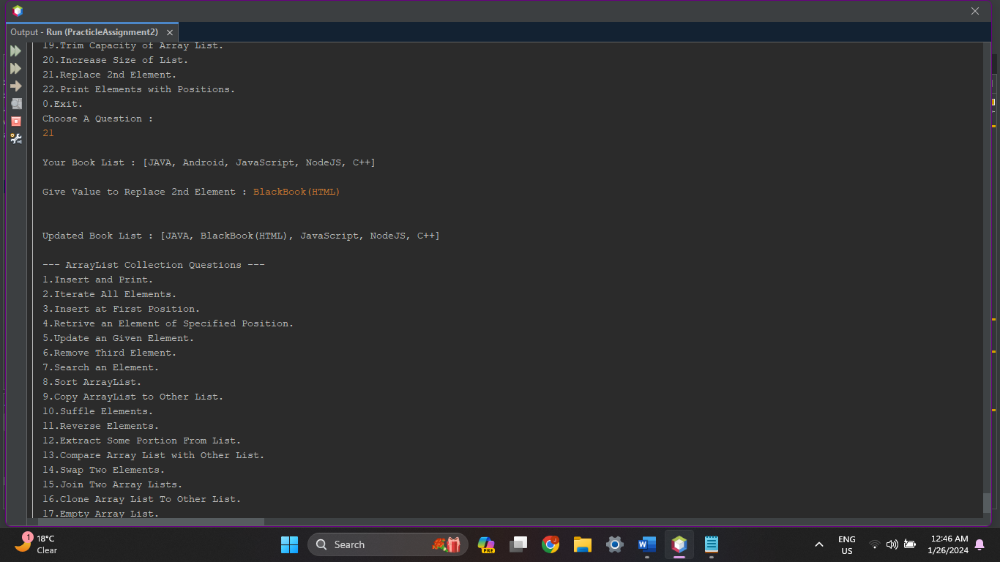 Output - Run (PracticleAssignment2)
19.Trim Capacity of Array List.
20.Increase Size of List.
21.Replace 2nd Element.
22.Print Elements with Positions.
0.Exit.
Choose A Question :
21
Your Book List : [JAVA, Android, JavaScript, NodeJS, C++]
Give Value to Replace 2nd Element : BlackBook(HTML)
Updated Book List : [JAVA, BlackBook(HTML), JavaScript, NodeJS, C++]
--- ArrayList Collection Questions ---
1.Insert and Print.
2.Iterate All Elements.
3.Insert at First Position.
4.Retrive an Element of Specified Position.
5.Update an Given Element.
6.Remove Third Element.
7.Search an Element.
8.Sort ArrayList.
9.Copy ArrayList to Other List.
10.Suffle Elements.
11.Reverse Elements.
12.Extract Some Portion From List.
13.Compare Array List with Other List.
14.Swap Two Elements.
15.Join Two Array Lists.
16.Clone Array List To Other List.
17.Empty Array List.
1
18°C
Clear
Search
PRE
W
ENG
US
12:46 AM
1/26/2024